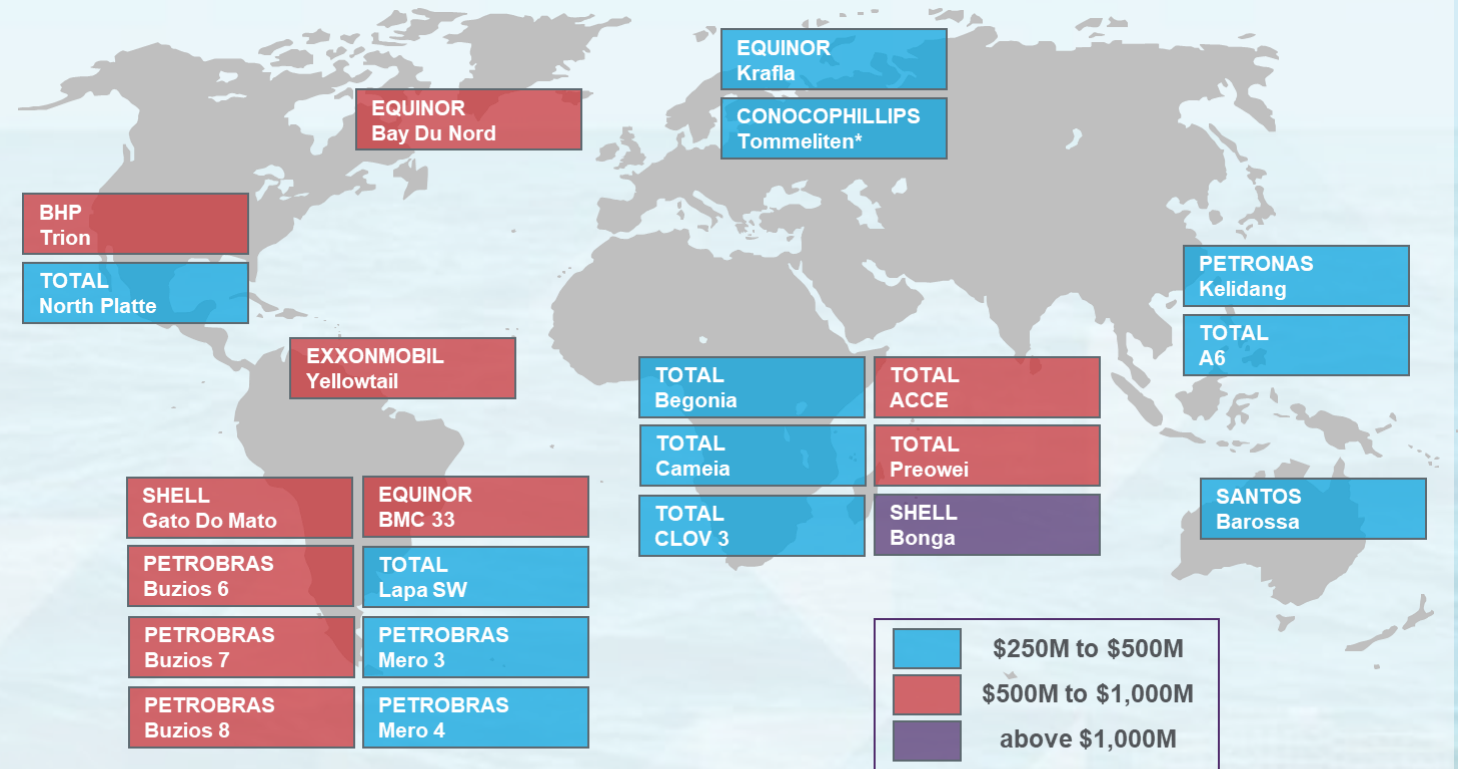 EQUINOR
Krafla
CONOCOPHILLIPS
Tommeliten*
EQUINOR
Bay Du Nord
BHP
Trion
TOTAL
North Platte
EXXONMOBIL
Yellowtail
PETRONAS
Kelidang
TOTAL
A6
TOTAL
Begonia
TOTAL
ACCE
TOTAL
Cameia
TOTAL
Preowei
TOTAL
CLOV 3
SHELL
Bonga
SANTOS
Barossa
SHELL
Gato Do Mato
EQUINOR
BMC 33
PETROBRAS
Buzios 6
TOTAL
Lapa SW
PETROBRAS
Buzios 7
PETROBRAS
Mero 3
PETROBRAS
Buzios 8
PETROBRAS
Mero 4
$250M to $500M
$500M to $1,000M
above $1,000M